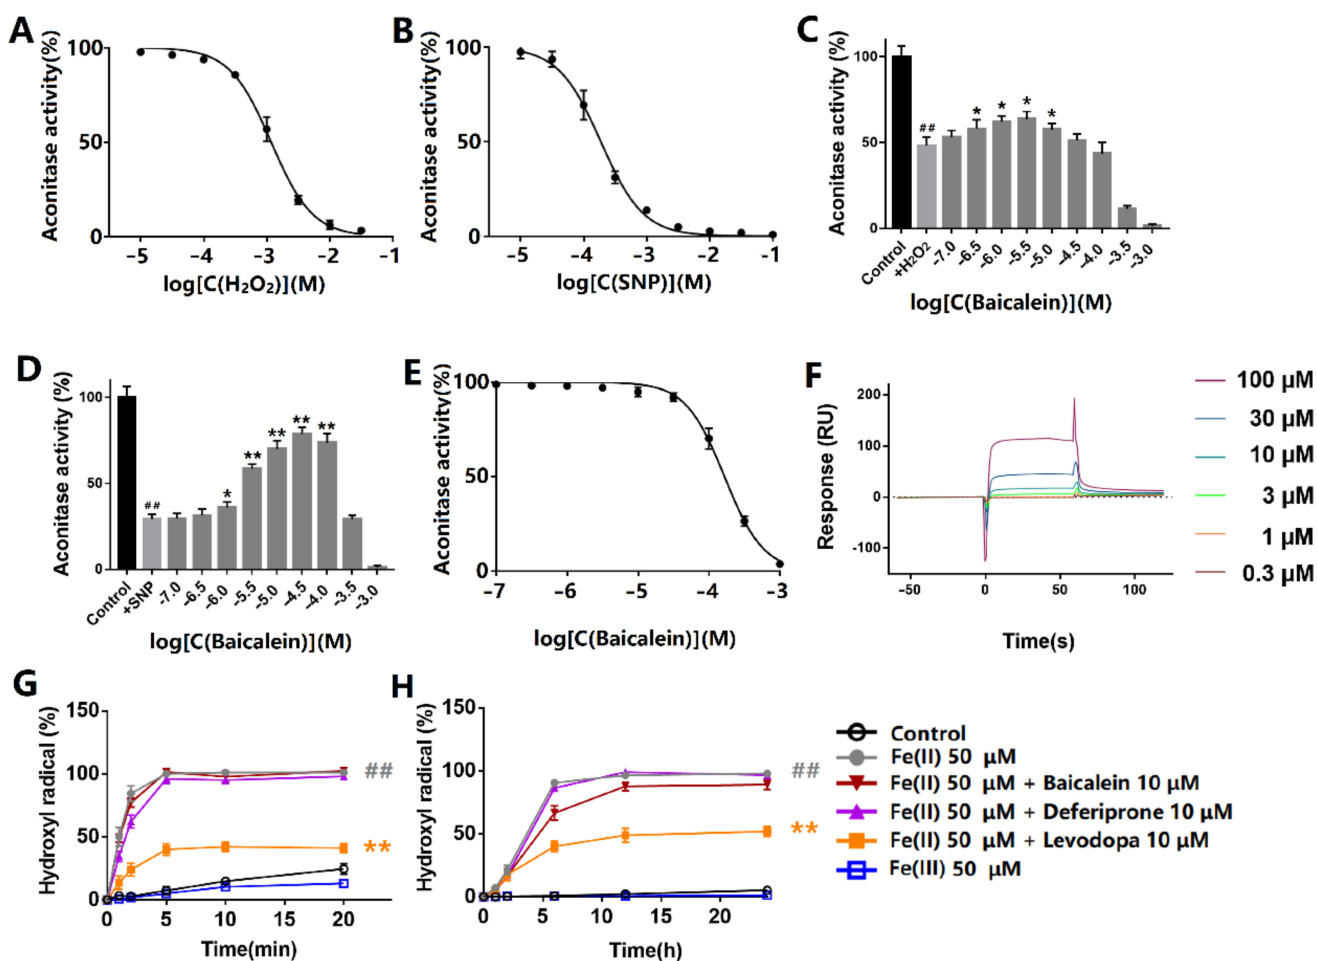 A
Aconitase activity(%)
100
50
0
−5 −4 −3 −2 −1
log[C(H₂O₂)](M)
B
Aconitase activity(%)
100
50
0
−5 −4 −3 −2 −1
log[C(SNP)](M)
C
Aconitase activity (%)
100
50
0
## * * * *
Control +H₂O₂ −7.0 −6.5 −6.0 −5.5 −5.0 −4.5 −4.0 −3.5 −3.0
log[C(Baicalein)](M)
D
Aconitase activity (%)
100
50
0
## * ** ** ** **
Control +SNP −7.0 −6.5 −6.0 −5.5 −5.0 −4.5 −4.0 −3.5 −3.0
log[C(Baicalein)](M)
E
Aconitase activity(%)
100
50
0
−7 −6 −5 −4 −3
log[C(Baicalein)](M)
F
Response (RU)
200
100
0
-100
−50 0 50 100
Time(s)
100 μM
30 μM
10 μM
3 μM
1 μM
0.3 μM
G
Hydroxyl radical (%)
150
100
50
0
##
**
0 5 10 15 20
Time(min)
H
Hydroxyl radical (%)
150
100
50
0
##
**
0 5 10 15 20 25
Time(h)
Control
Fe(II) 50 μM
Fe(II) 50 μM + Baicalein 10 μM
Fe(II) 50 μM + Deferiprone 10 μM
Fe(II) 50 μM + Levodopa 10 μM
Fe(III) 50 μM